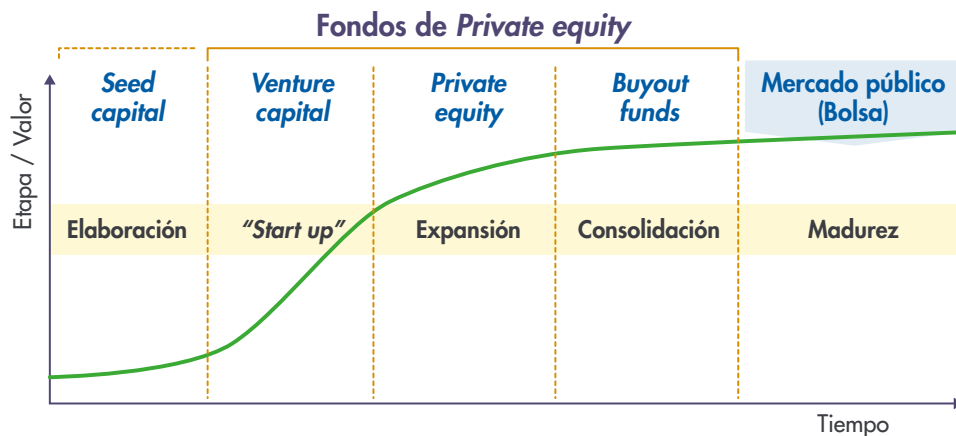 Fondos de Private equity
Seed
capital
Venture
capital
Private
equity
Buyout
funds
Mercado público
(Bolsa)
Etapa / Valor
Elaboración
“Start up”
Expansión
Consolidación
Madurez
Tiempo